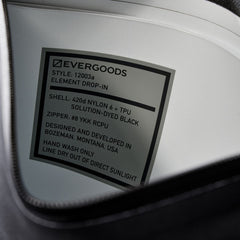 EVERGOODS
STYLE: 12003a
ELEMENT DROP-IN
SHELL: 420d NYLON 6 + TPU
SOLUTION-DYED BLACK
ZIPPER: #8 YKK RCPU
DESIGNED AND DEVELOPED IN
BOZEMAN, MONTANA, USA
HAND WASH ONLY
LINE DRY OUT OF DIRECT SUNLIGHT